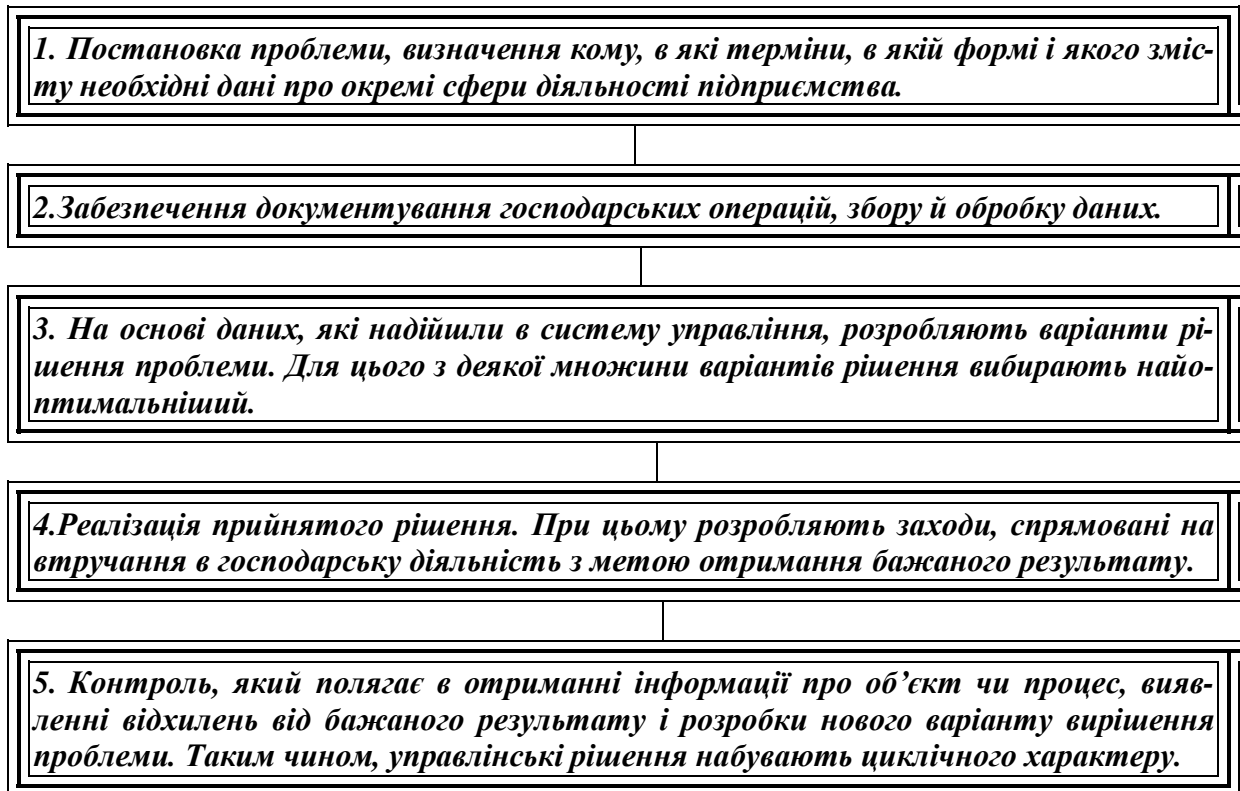 1. Постановка проблеми, визначення кому, в які терміни, в якій формі і якого зміс-
ту необхідні дані про окремі сфери діяльності підприємства.
2.Забезпечення документування господарських операцій, збору й обробку даних.
3. На основі даних, які надійшли в систему управління, розробляють варіанти рі-
шення проблеми. Для цього з деякої множини варіантів рішення вибирають найо-
птимальніший.
4.Реалізація прийнятого рішення. При цьому розробляють заходи, спрямовані на
втручання в господарську діяльність з метою отримання бажаного результату.
5. Контроль, який полягає в отриманні інформації про об’єкт чи процес, вияв-
ленні відхилень від бажаного результату і розробки нового варіанту вирішення
проблеми. Таким чином, управлінські рішення набувають циклічного характеру.